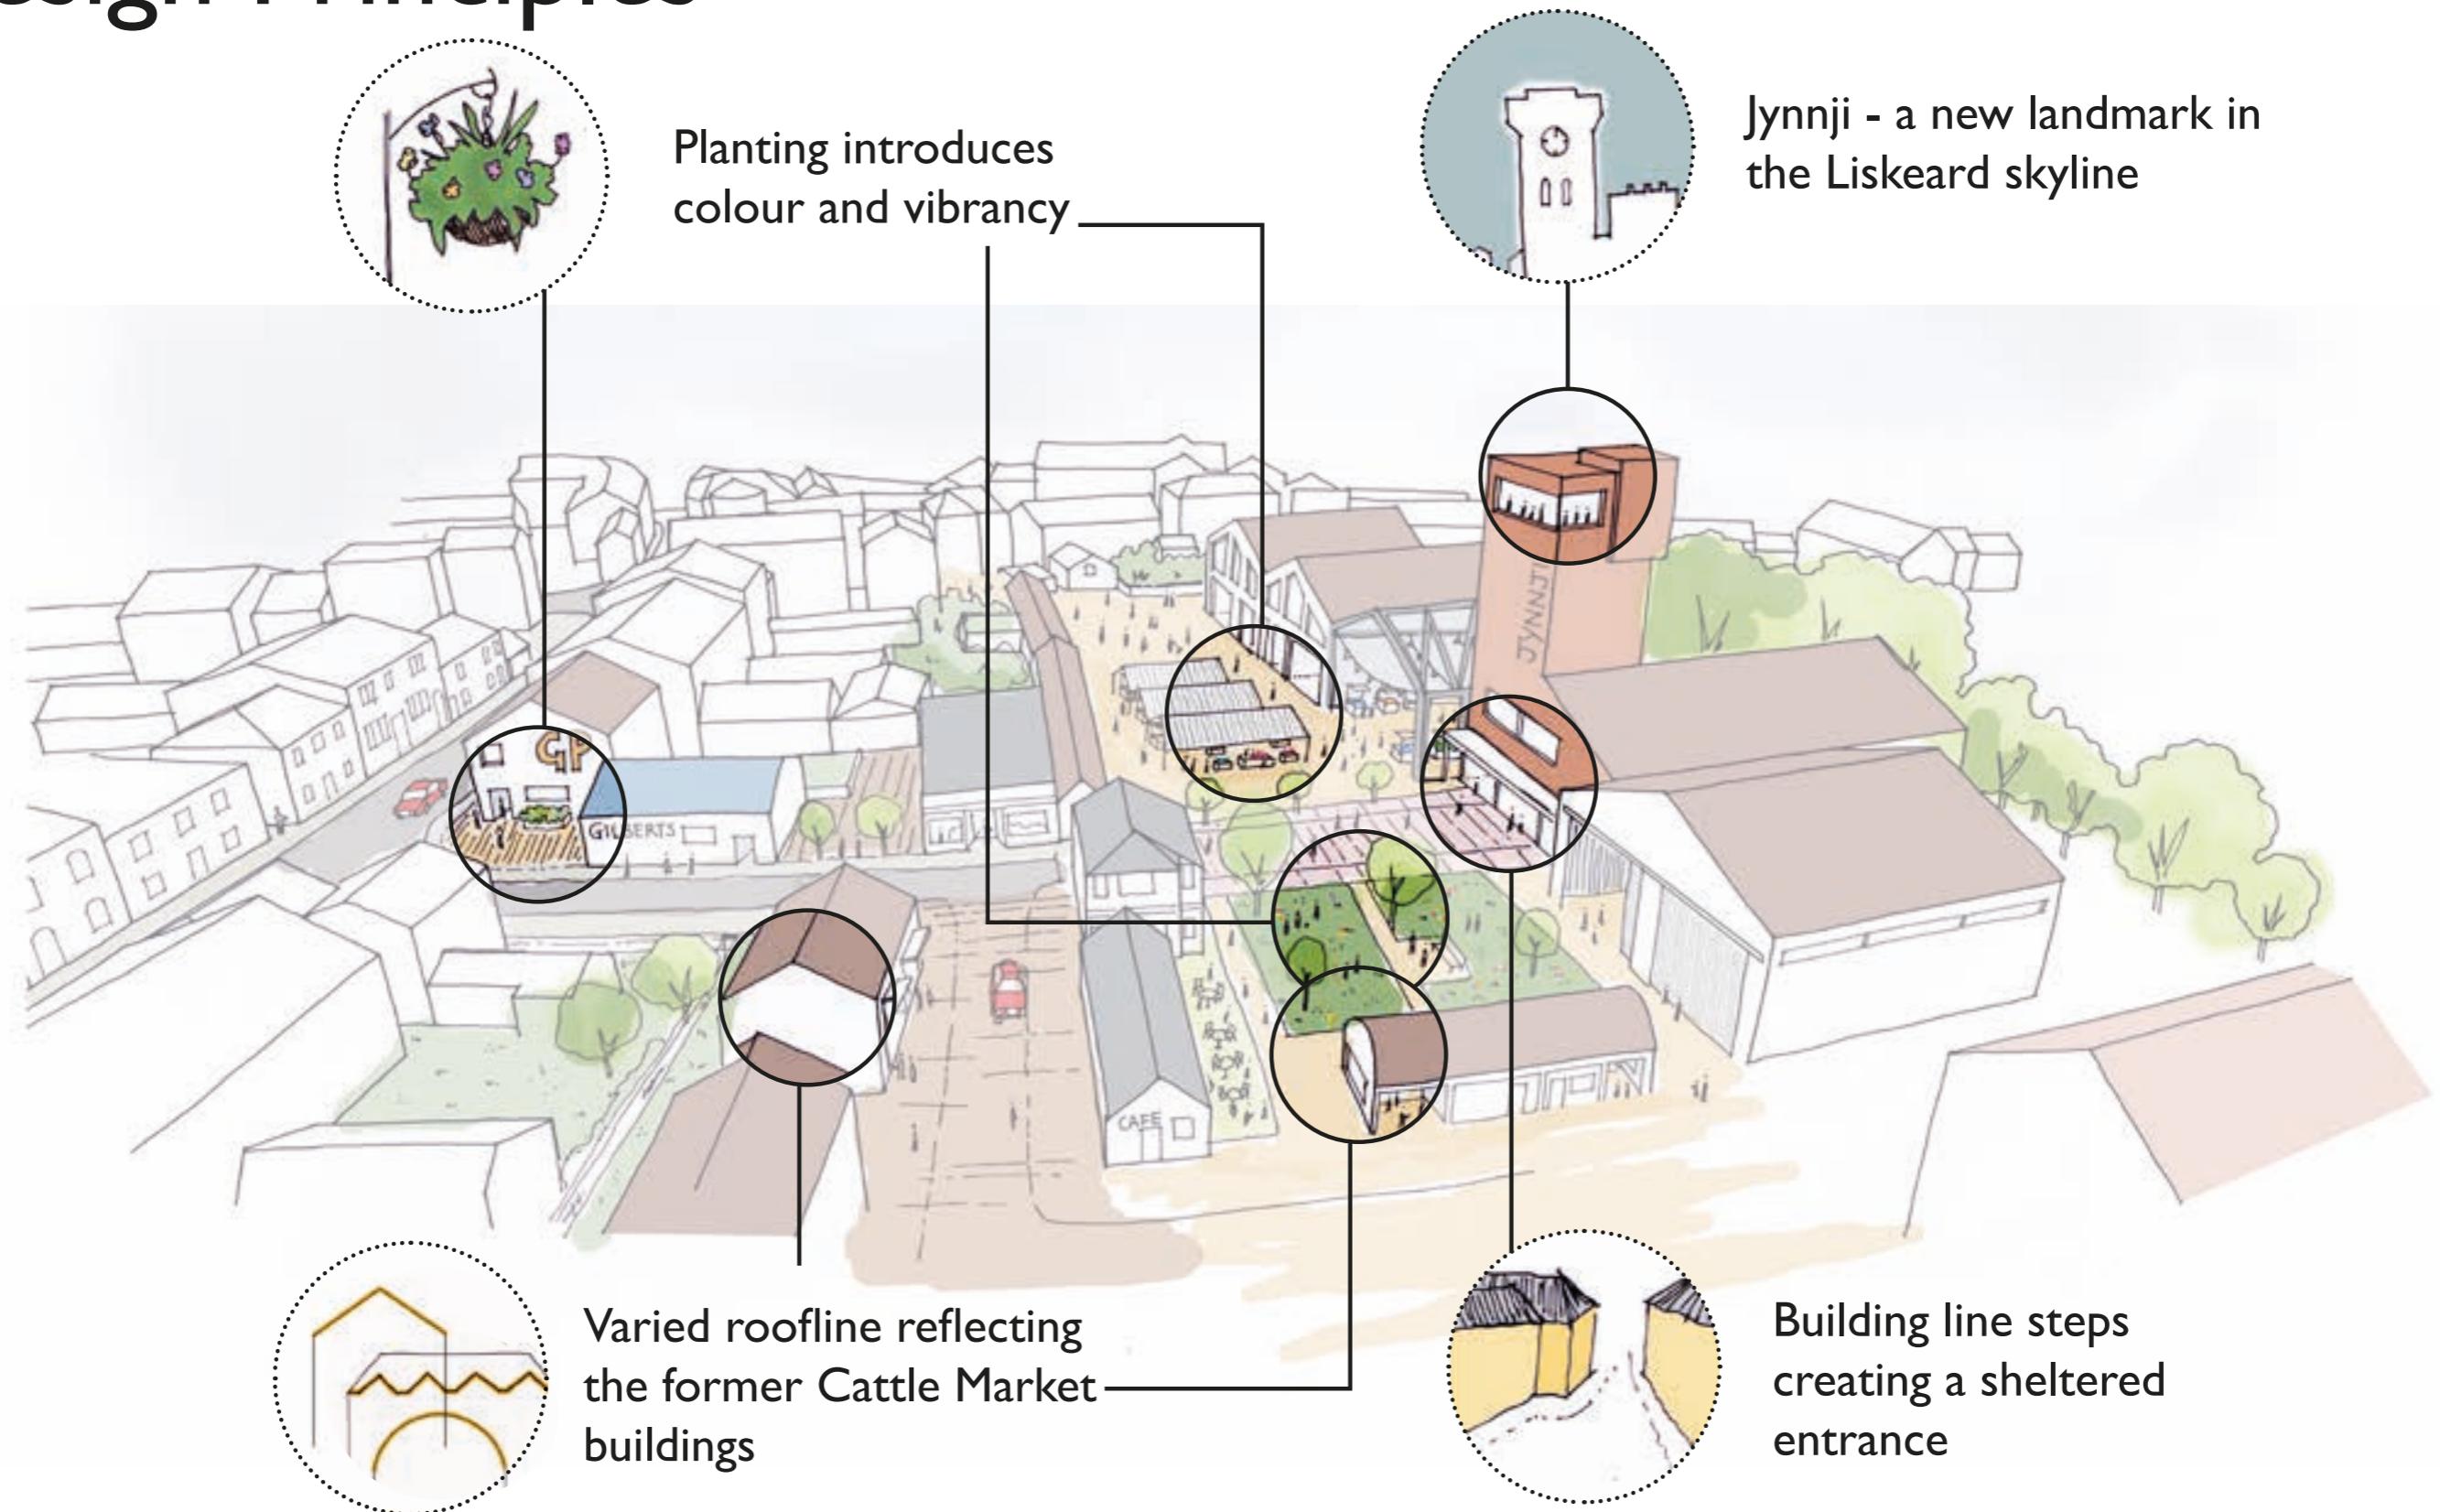 Planting introduces
colour and vibrancy
Jynnji - a new landmark in
the Liskeard skyline
JYNNJI
GP
GILBERTS
CAFE
Varied roofline reflecting
the former Cattle Market
buildings
Building line steps
creating a sheltered
entrance